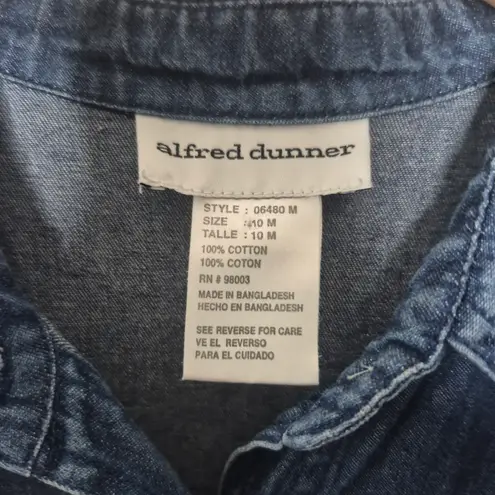 alfred dunner
STYLE : 06480 M
SIZE : 10 M
TALLE : 10 M
100% COTTON
100% COTON
RN # 98003
MADE IN BANGLADESH
HECHO EN BANGLADESH
SEE REVERSE FOR CARE
VE EL REVERSO
PARA EL CUIDADO